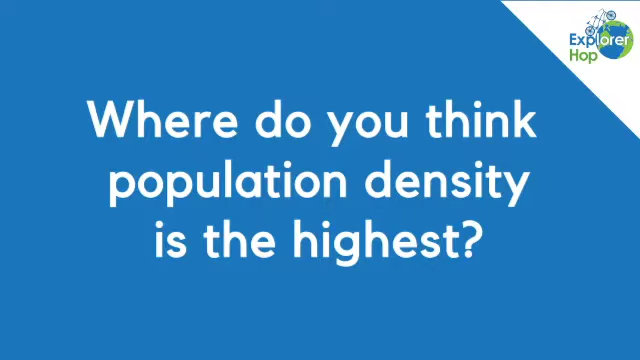 Explorer
Hop
Where do you think
population density
is the highest?